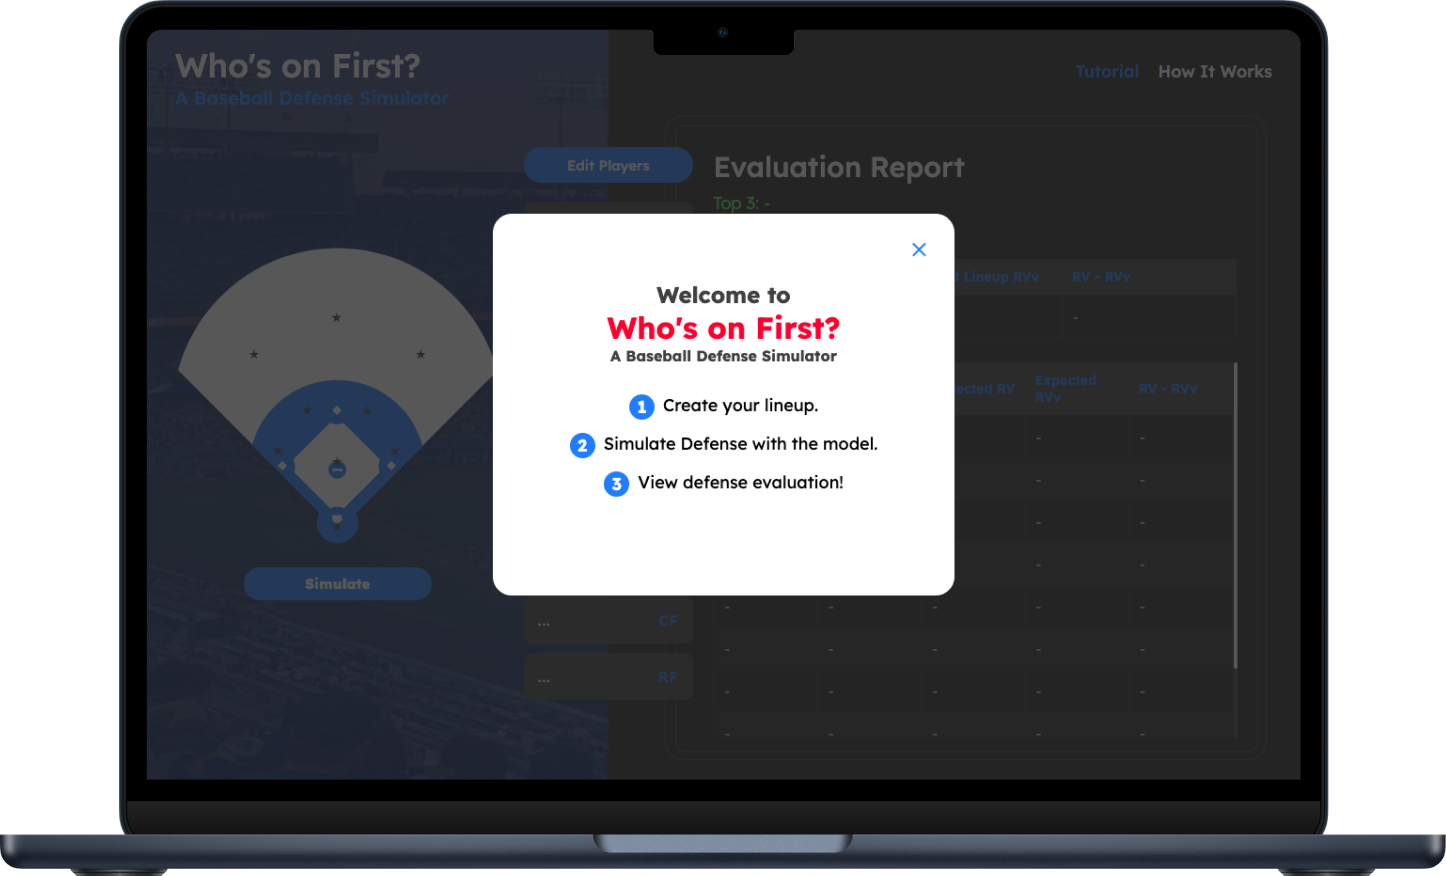 Who's on First?
A Baseball Defense Simulator
Tutorial
How It Works
Edit Players
Evaluation Report
Top 3: -
Lineup RVv
RV - RVv
-
Welcome to
Who's on First?
A Baseball Defense Simulator
1 Create your lineup.
2 Simulate Defense with the model.
3 View defense evaluation!
RV
Expected
RVv
RV - RVv
- -
- -
- -
- -
Simulate
... CF
... RF
- - - - -
- - - - -
- - - - -
- - - - -